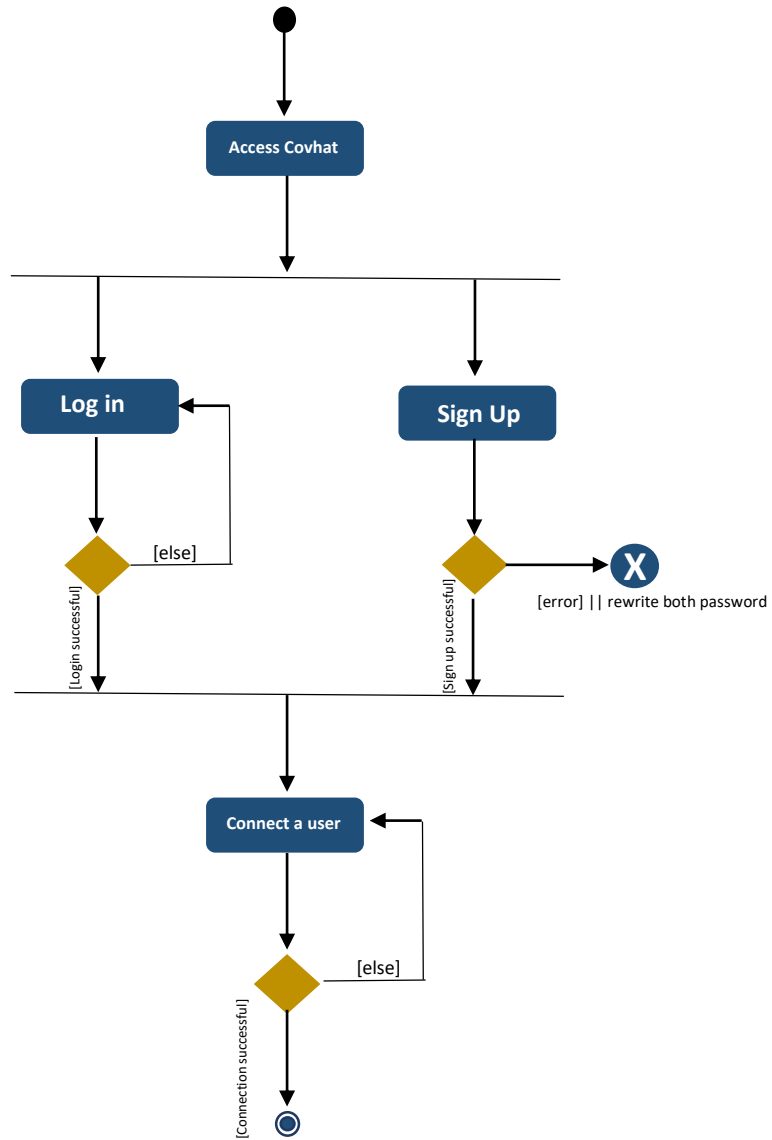 Access Covhat
Log in
Sign Up
[else]
X
[error] || rewrite both password
[Login successful]
[Sign up successful]
Connect a user
[else]
[Connection successful]